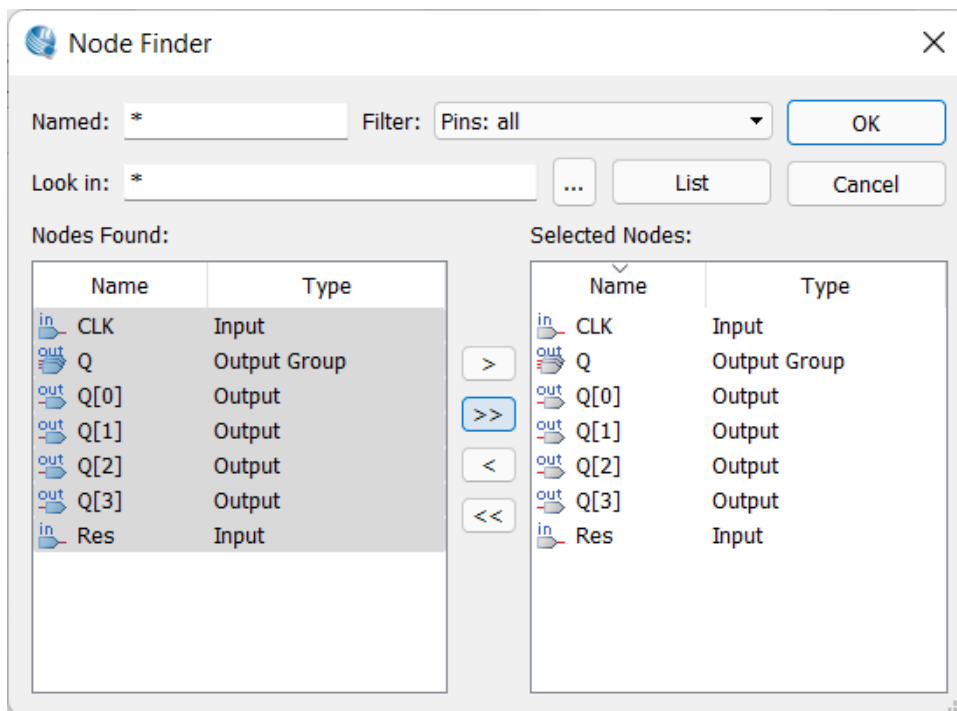 Node Finder
Named: * Filter: Pins: all OK
Look in: * ... List Cancel
Nodes Found: Selected Nodes:
Name Type Name Type
in CLK Input in CLK Input
out Q Output Group out Q Output Group
>
out Q[0] Output out Q[0] Output
>>
out Q[1] Output out Q[1] Output
out Q[2] Output < out Q[2] Output
out Q[3] Output out Q[3] Output
<<
in Res Input in Res Input